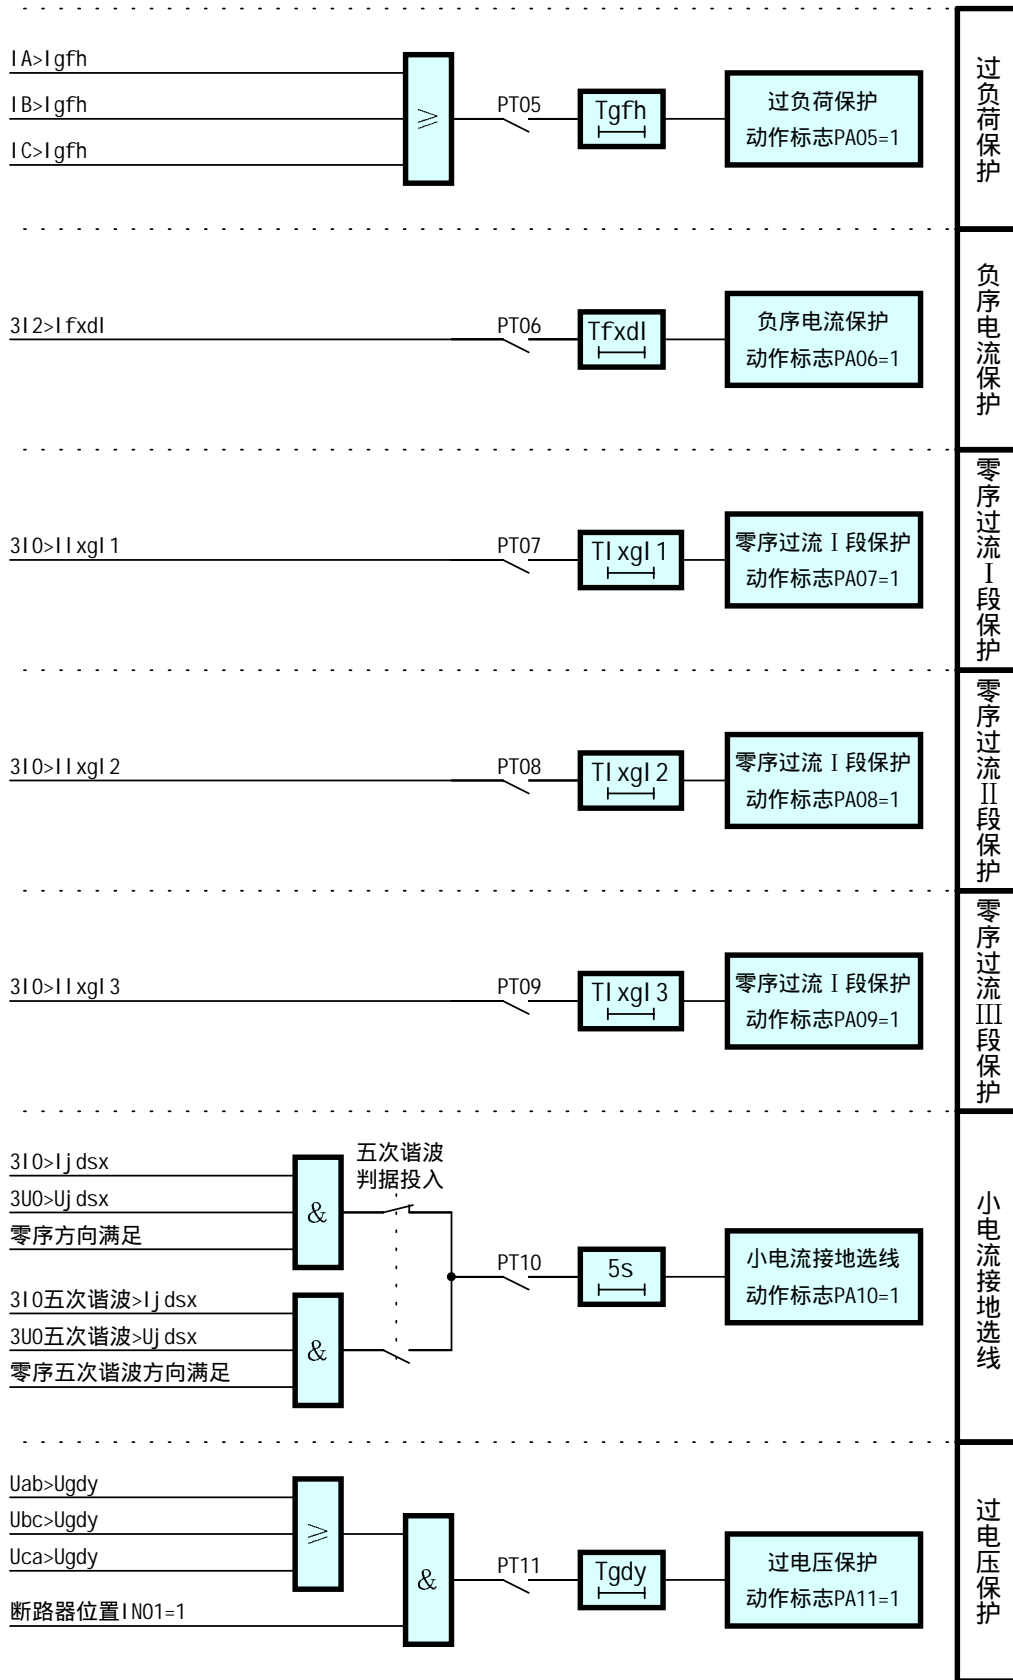 IA>Igfh
IB>Igfh
IC>Igfh
≥
PT05
Tgfh
过负荷保护
动作标志PA05=1
过负荷保护
3I2>Ifxdl
PT06
Tfxdl
负序电流保护
动作标志PA06=1
负序电流保护
3I0>Ilxgl1
PT07
Tlxgl1
零序过流Ⅰ段保护
动作标志PA07=1
零序过流Ⅰ段保护
3I0>Ilxgl2
PT08
Tlxgl2
零序过流Ⅰ段保护
动作标志PA08=1
零序过流Ⅱ段保护
3I0>Ilxgl3
PT09
Tlxgl3
零序过流Ⅰ段保护
动作标志PA09=1
零序过流Ⅲ段保护
3I0>Ijdsx
3U0>Ujdsx
零序方向满足
&
五次谐波
判据投入
3I0五次谐波>Ijdsx
3U0五次谐波>Ujdsx
零序五次谐波方向满足
&
PT10
5s
小电流接地选线
动作标志PA10=1
小电流接地选线
Uab>Ugdy
Ubc>Ugdy
Uca>Ugdy
≥
断路器位置IN01=1
&
PT11
Tgdy
过电压保护
动作标志PA11=1
过电压保护